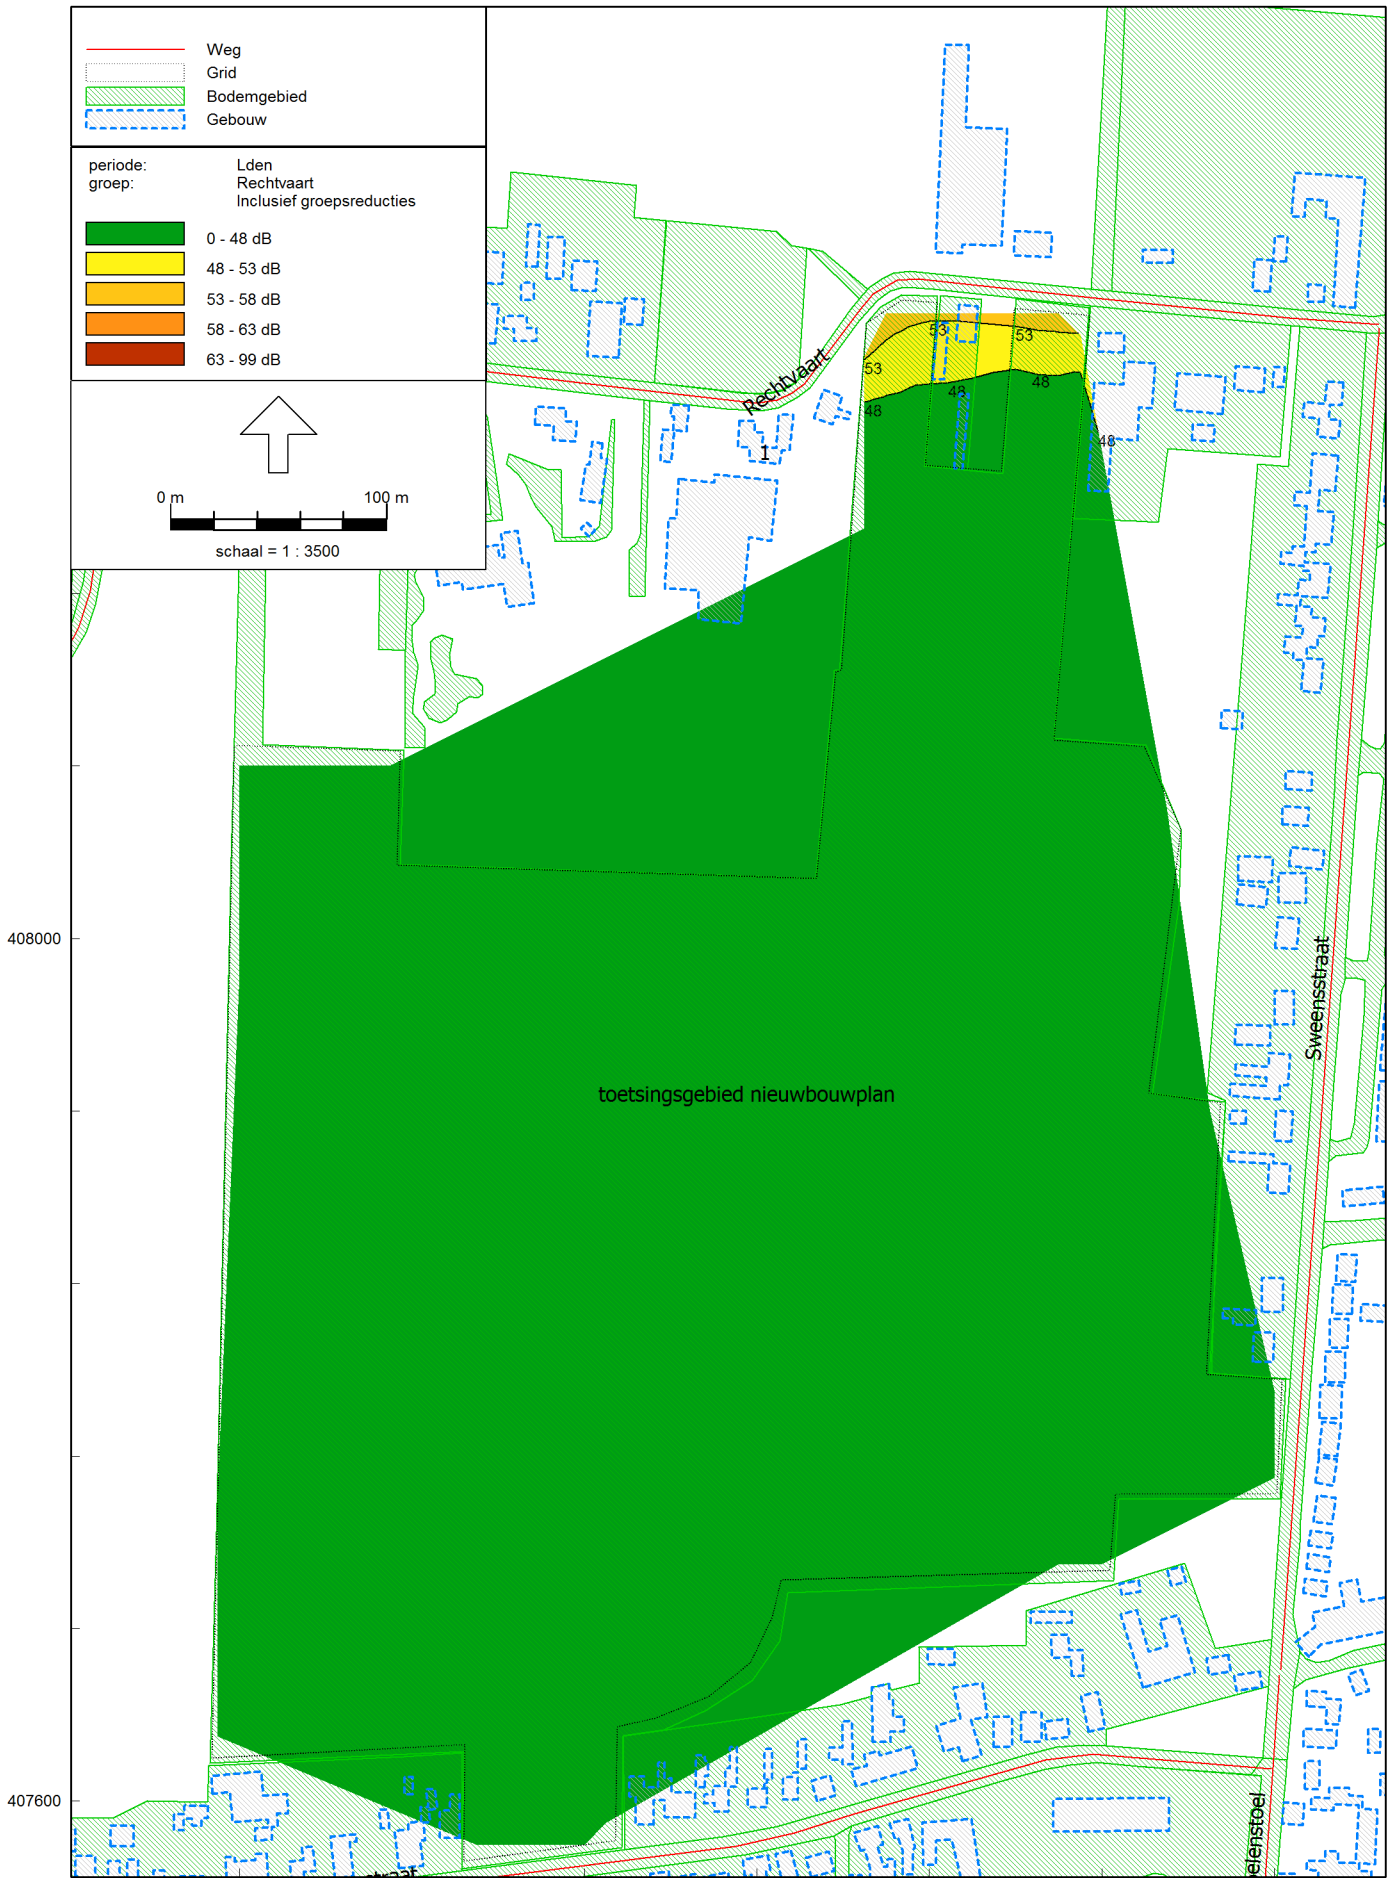 Weg
Grid
Bodemgebied
Gebouw
periode: Lden
groep: Rechtvaart
Inclusief groepsreducties
0 - 48 dB
48 - 53 dB
53 - 58 dB
58 - 63 dB
63 - 99 dB
0 m 100 m
schaal = 1 : 3500
Rechtvaart
1
53
53
53
48
48
48
48
408000
Sweensstraat
toetsingsgebied nieuwbouwplan
407600
oelenstoel
straat